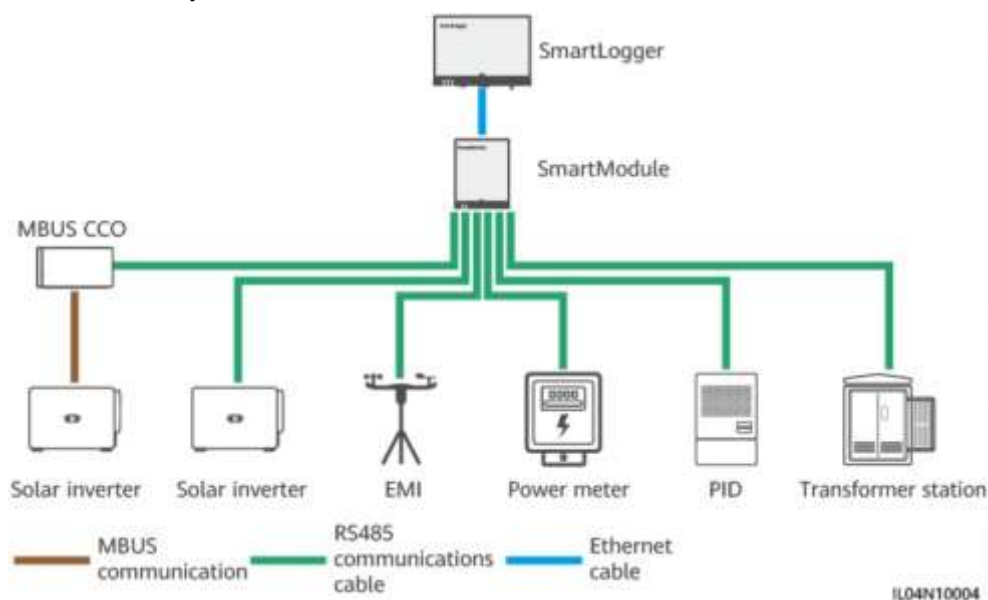 SmartLogger
SmartModule
MBUS CCO
0000
Solar inverter
Solar inverter
EMI
Power meter
PID
Transformer station
MBUS
communication
RS485
communications
cable
Ethernet
cable
IL04N10004